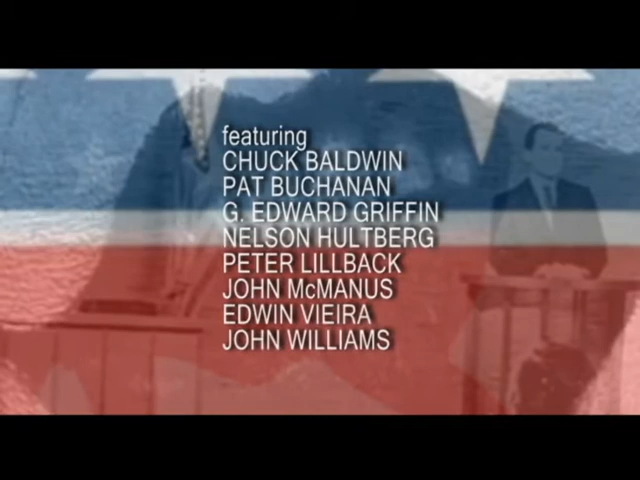 featuring
CHUCK BALDWIN
PAT BUCHANAN
G. EDWARD GRIFFIN
NELSON HULTBERG
PETER LILLBACK
JOHN McMANUS
EDWIN VIEIRA
JOHN WILLIAMS